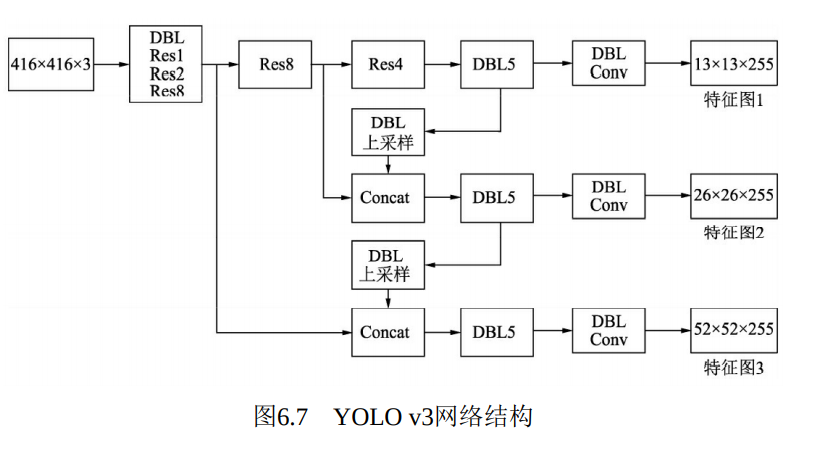 416×416×3
DBL
Res1
Res2
Res8
Res8
Res4
DBL5
DBL
Conv
13×13×255
特征图1
DBL
上采样
Concat
DBL5
DBL
Conv
26×26×255
特征图2
DBL
上采样
Concat
DBL5
DBL
Conv
52×52×255
特征图3
图6.7 YOLO v3网络结构